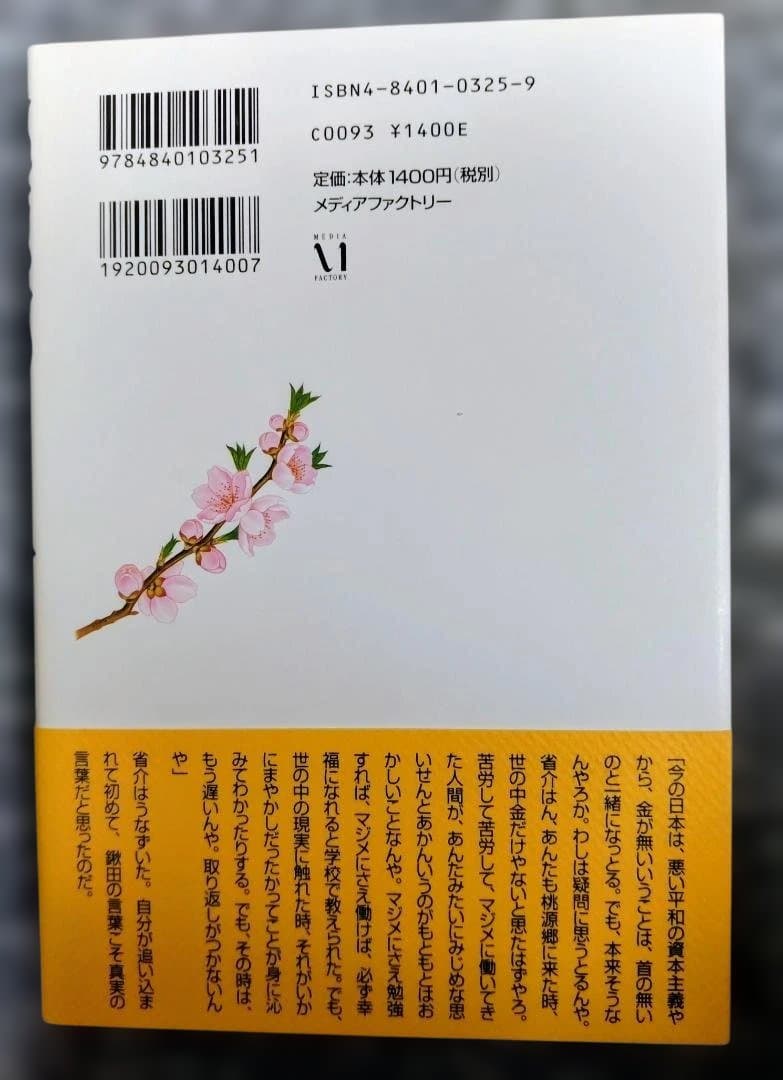 ISBN4-8401-0325-9
C0093 ¥1400E
定価:本体1400円(税別)
メディアファクトリー
MEDIA
FACTORY
9784840103251
1920093014007
「今の日本は、悪い平和の資本主義や
から、金が無いいうことは、首の無い
のと一緒になっとる。でも、本来そうな
んやろか。わしは疑問に思うとるんや。
省介はん、あんたも桃源郷に来た時、
世の中金だけやないと思たはずやろ。
苦労して苦労して、マジメに働いてき
た人間が、あんたみたいにみじめな思
いせんとあかんいうのがもともとはお
かしいことなんや。マジメにさえ勉強
すれば、マジメにさえ働けば、必ず幸
福になれると学校で教えられた。でも、
世の中の現実に触れた時、それがいか
にまやかしだったかってことが身に沁
みてわかったりする。でも、その時は、
もう遅いんや。取り返しがつかないん
や」
省介はうなずいた。自分が追い込ま
れて初めて、鍬田の言葉こそ真実の
言葉だと思ったのだ。